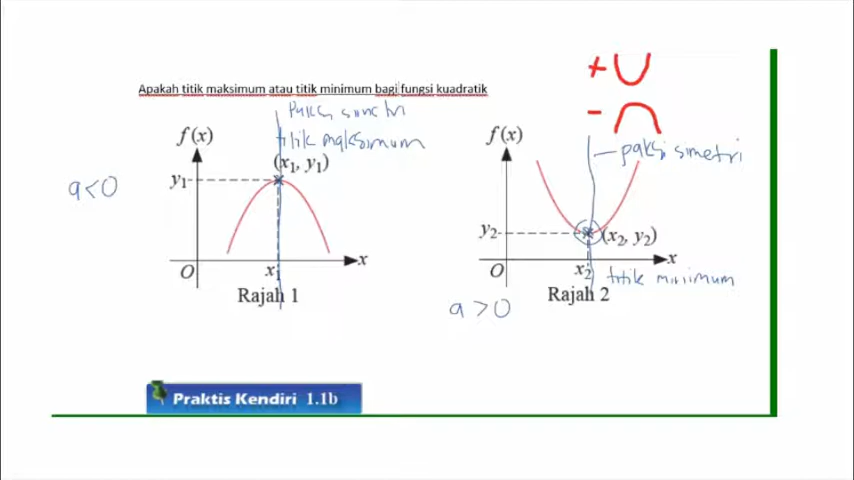 Apakah titik maksimum atau titik minimum bagi fungsi kuadratik
+
-
paksi simetri
titik maksimum
f(x)
(x₁, y₁)
y₁
a<0
O
x₁
x
Rajah 1
f(x)
paksi simetri
y₂
(x₂, y₂)
O
x₂
x
titik minimum
Rajah 2
a > 0
Praktis Kendiri 1.1b